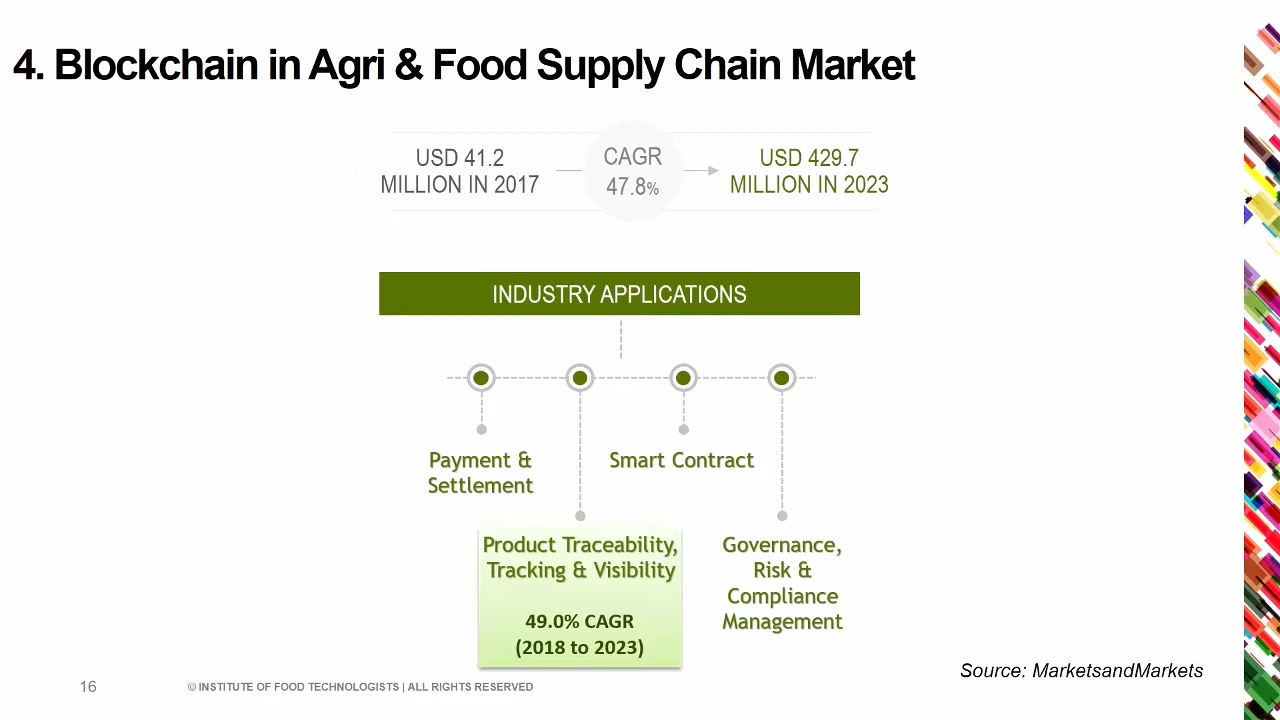 4. Blockchain in Agri & Food Supply Chain Market
USD 41.2
MILLION IN 2017
CAGR
47.8%
USD 429.7
MILLION IN 2023
INDUSTRY APPLICATIONS
Payment &
Settlement
Smart Contract
Product Traceability,
Tracking & Visibility
49.0% CAGR
(2018 to 2023)
Governance,
Risk &
Compliance
Management
Source: MarketsandMarkets
16
© INSTITUTE OF FOOD TECHNOLOGISTS | ALL RIGHTS RESERVED